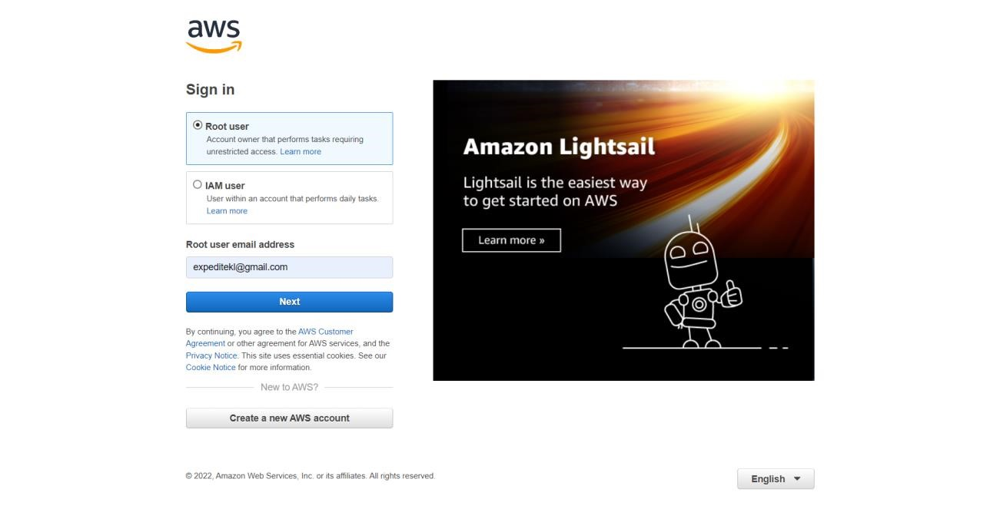 aws
Sign in
Root user
Account owner that performs tasks requiring
unrestricted access. Learn more
IAM user
User within an account that performs daily tasks.
Learn more
Root user email address
expeditekl@gmail.com
Next
By continuing, you agree to the AWS Customer
Agreement or other agreement for AWS services, and the
Privacy Notice. This site uses essential cookies. See our
Cookie Notice for more information.
New to AWS?
Create a new AWS account
Amazon Lightsail
Lightsail is the easiest way
to get started on AWS
Learn more »
© 2022, Amazon Web Services, Inc. or its affiliates. All rights reserved.
English